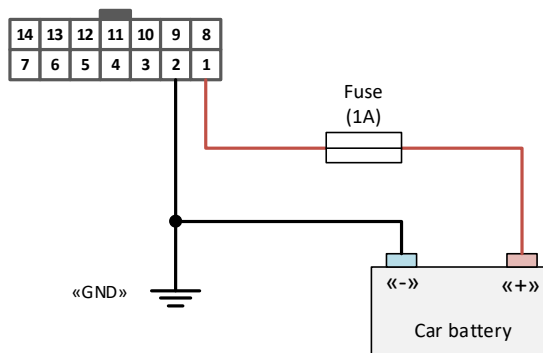 14 13 12 11 10 9 8
7 6 5 4 3 2 1
Fuse
(1A)
«GND»
«-» «+»
Car battery